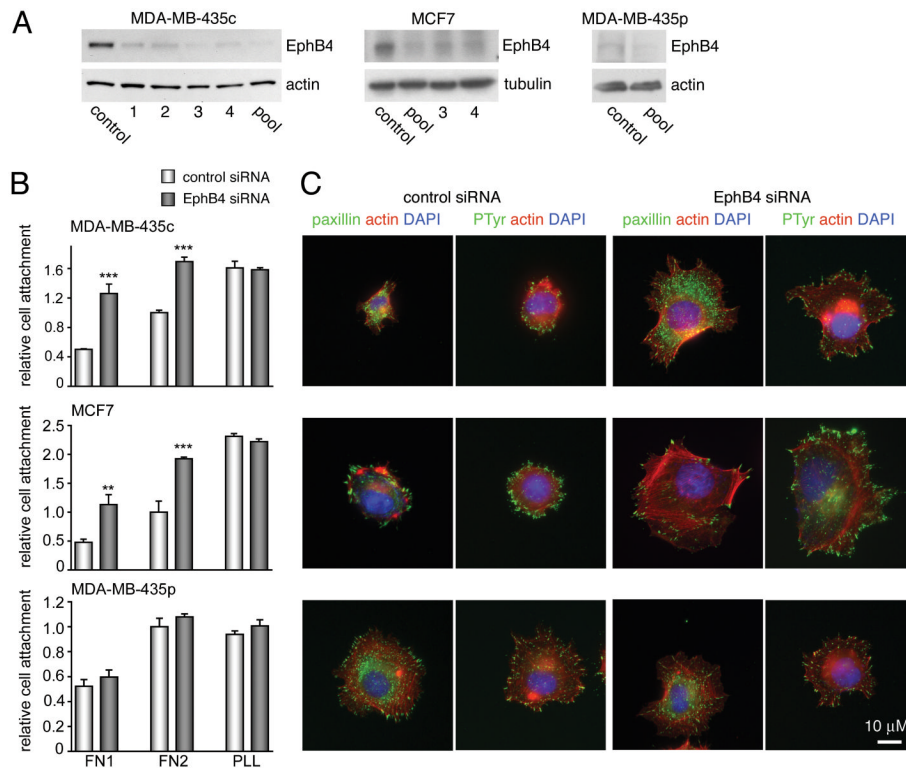 A
MDA-MB-435c
MCF7
MDA-MB-435p
EphB4
EphB4
EphB4
actin
tubulin
actin
control 1 2 3 4 pool
control pool 3 4
control pool
B
control siRNA
EphB4 siRNA
MDA-MB-435c
relative cell attachment
1.6
1.2
0.8
0.4
0
***
***
MCF7
relative cell attachment
2.5
2.0
1.5
1.0
0.5
0
**
***
MDA-MB-435p
relative cell attachment
1.2
1.0
0.8
0.6
0.4
0.2
0
FN1 FN2 PLL
C
control siRNA
EphB4 siRNA
paxillin actin DAPI
PTyr actin DAPI
paxillin actin DAPI
PTyr actin DAPI
10 μM